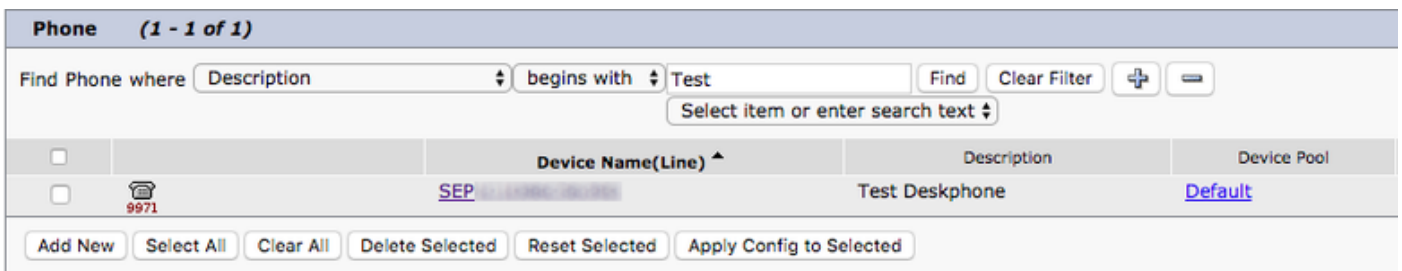 Phone (1 - 1 of 1)
Find Phone where Description begins with Test Find Clear Filter
Select item or enter search text
Device Name(Line) Description Device Pool
SEP Test Deskphone Default
9971
Add New Select All Clear All Delete Selected Reset Selected Apply Config to Selected